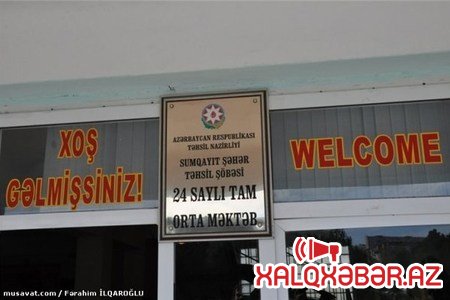 XOŞ
GƏLMİŞSİNİZ!
AZƏRBAYCAN RESPUBLİKASI
TƏHSİL NAZİRLİYİ
SUMQAYIT ŞƏHƏR
TƏHSİL ŞÖBƏSİ
24 SAYLI TAM
ORTA MƏKTƏB
WELCOME
XALQXƏBƏR.AZ
musavat.com / Fərahim İLQAROĞLU